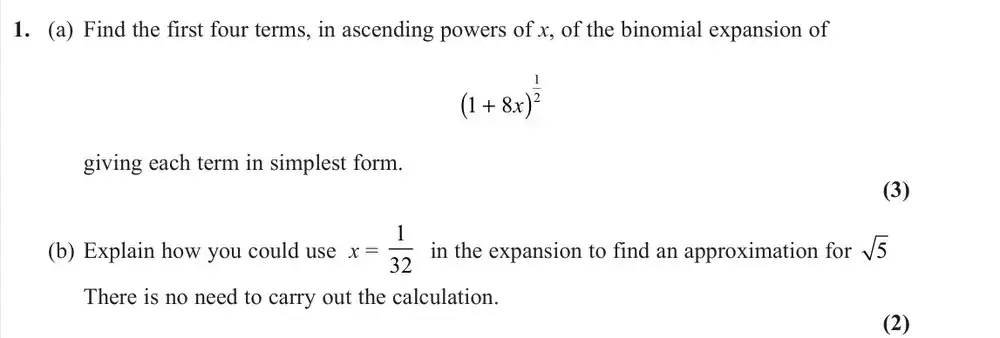 1. (a) Find the first four terms, in ascending powers of x, of the binomial expansion of
(1 + 8x)^{\frac{1}{2}}
giving each term in simplest form.
(3)
(b) Explain how you could use x = \frac{1}{32} in the expansion to find an approximation for √5
There is no need to carry out the calculation.
(2)